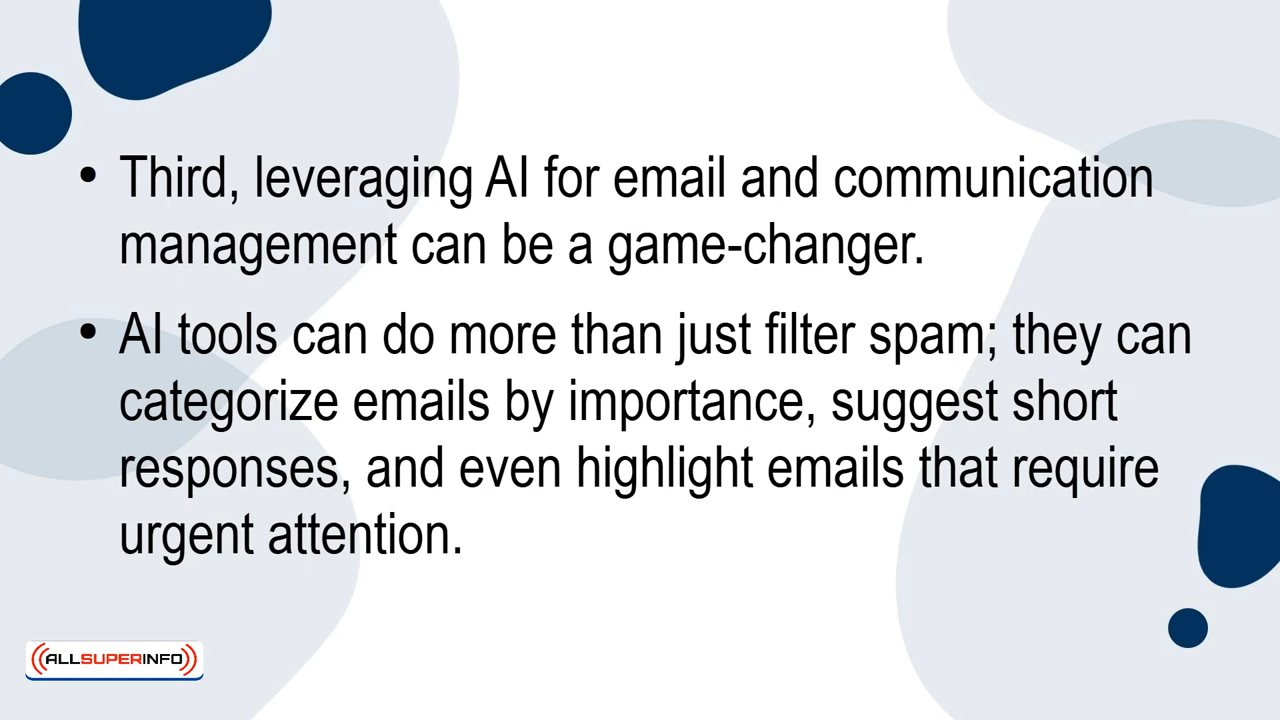 • Third, leveraging AI for email and communication
management can be a game-changer.
• AI tools can do more than just filter spam; they can
categorize emails by importance, suggest short
responses, and even highlight emails that require
urgent attention.
ALLSUPERINFO